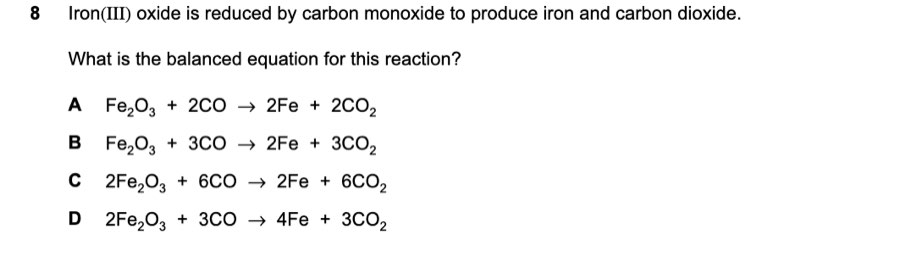 8 Iron(III) oxide is reduced by carbon monoxide to produce iron and carbon dioxide.
What is the balanced equation for this reaction?
A Fe₂O₃ + 2CO → 2Fe + 2CO₂
B Fe₂O₃ + 3CO → 2Fe + 3CO₂
C 2Fe₂O₃ + 6CO → 2Fe + 6CO₂
D 2Fe₂O₃ + 3CO → 4Fe + 3CO₂